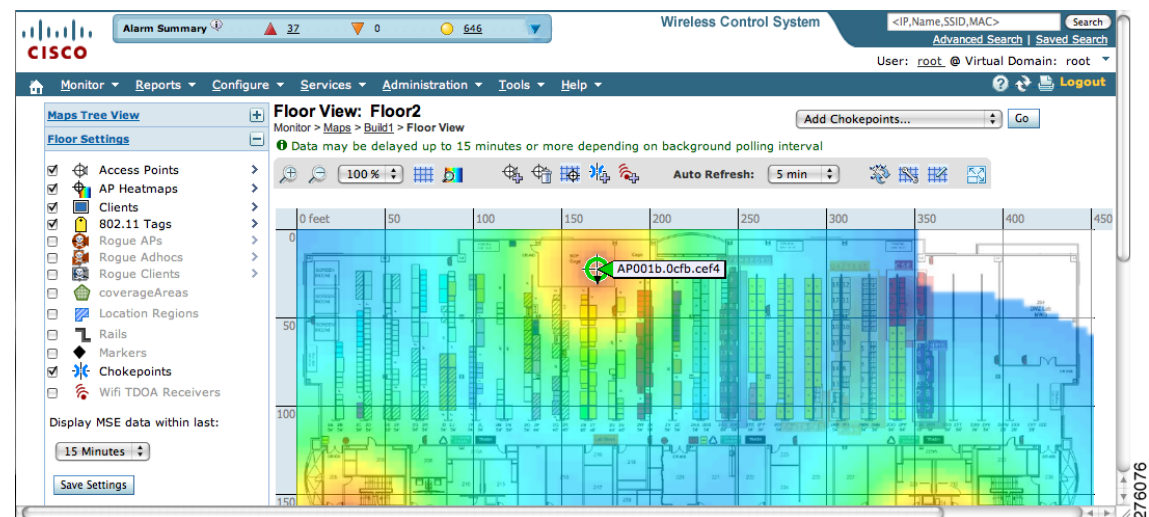 CISCO
Alarm Summary
37
0
646
Wireless Control System
<IP,Name,SSID,MAC>
Search
Advanced Search | Saved Search
User: root @ Virtual Domain: root
Monitor Reports Configure Services Administration Tools Help
Logout
Maps Tree View
Floor Settings
Access Points
AP Heatmaps
Clients
802.11 Tags
Rogue APs
Rogue Adhocs
Rogue Clients
coverageAreas
Location Regions
Rails
Markers
Chokepoints
Wifi TDOA Receivers
Display MSE data within last:
15 Minutes
Save Settings
Floor View: Floor2
Monitor > Maps > Build1 > Floor View
Add Chokepoints...
Go
Data may be delayed up to 15 minutes or more depending on background polling interval
100 %
Auto Refresh:
5 min
0 feet 50 100 150 200 250 300 350 400 450
0
50
100
150
AP001b.0cfb.cef4
276076